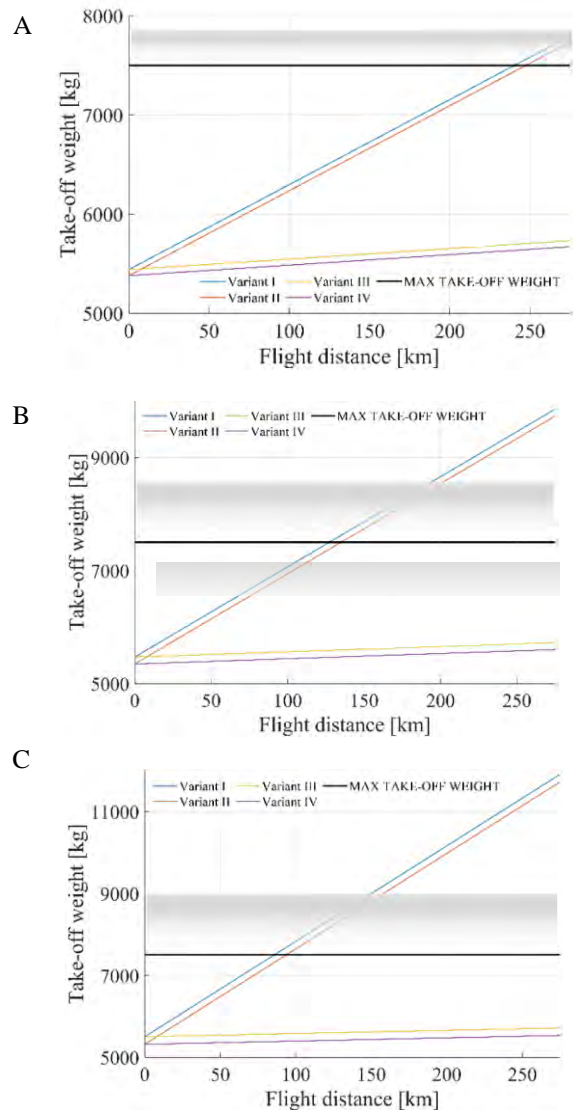 A
8000
7000
6000
5000
Take-off weight [kg]
Variant I Variant III MAX TAKE-OFF WEIGHT
Variant II Variant IV
0 50 100 150 200 250
Flight distance [km]
B
Variant I Variant III MAX TAKE-OFF WEIGHT
Variant II Variant IV
9000
7000
5000
Take-off weight [kg]
0 50 100 150 200 250
Flight distance [km]
C
Variant I Variant III MAX TAKE-OFF WEIGHT
Variant II Variant IV
11000
9000
7000
5000
Take-off weight [kg]
0 50 100 150 200 250
Flight distance [km]